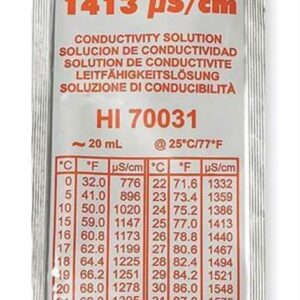 1413 µS/cm
CONDUCTIVITY SOLUTION
SOLUCION DE CONDUCTIVIDAD
SOLUTION DE CONDUCTIVITE
LEITFÄHIGKEITSLÖSUNG
SOLUZIONE DI CONDUCIBILITÀ
HI 70031
~ 20 mL @ 25°C/77°F
°C °F µS/cm °C °F µS/cm
0 32.0 776 22 71.6 1332
5 41.0 896 23 73.4 1359
10 50.0 1020 24 75.2 1386
15 59.0 1147 25 77.0 1413
16 60.8 1173 26 78.8 1440
17 62.6 1199 27 80.6 1467
18 64.4 1225 28 82.4 1494
19 66.2 1251 29 84.2 1521
20 68.0 1278 30 86.0 1548